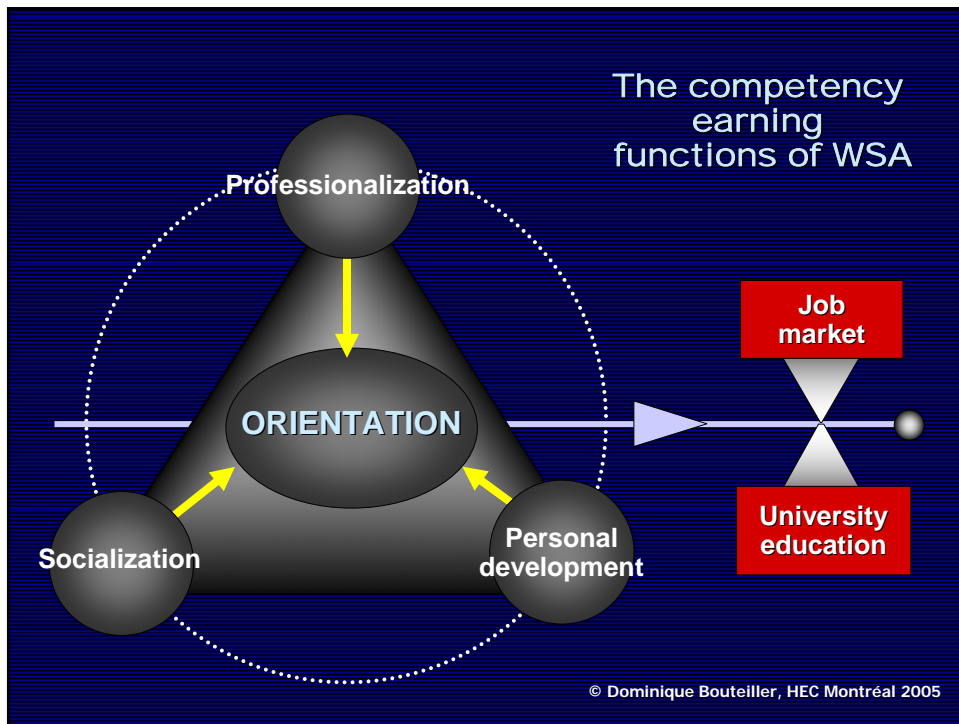 The competency
earning
functions of WSA
Professionalization
Job
market
ORIENTATION
University
education
Socialization
Personal
development
© Dominique Bouteiller, HEC Montréal 2005